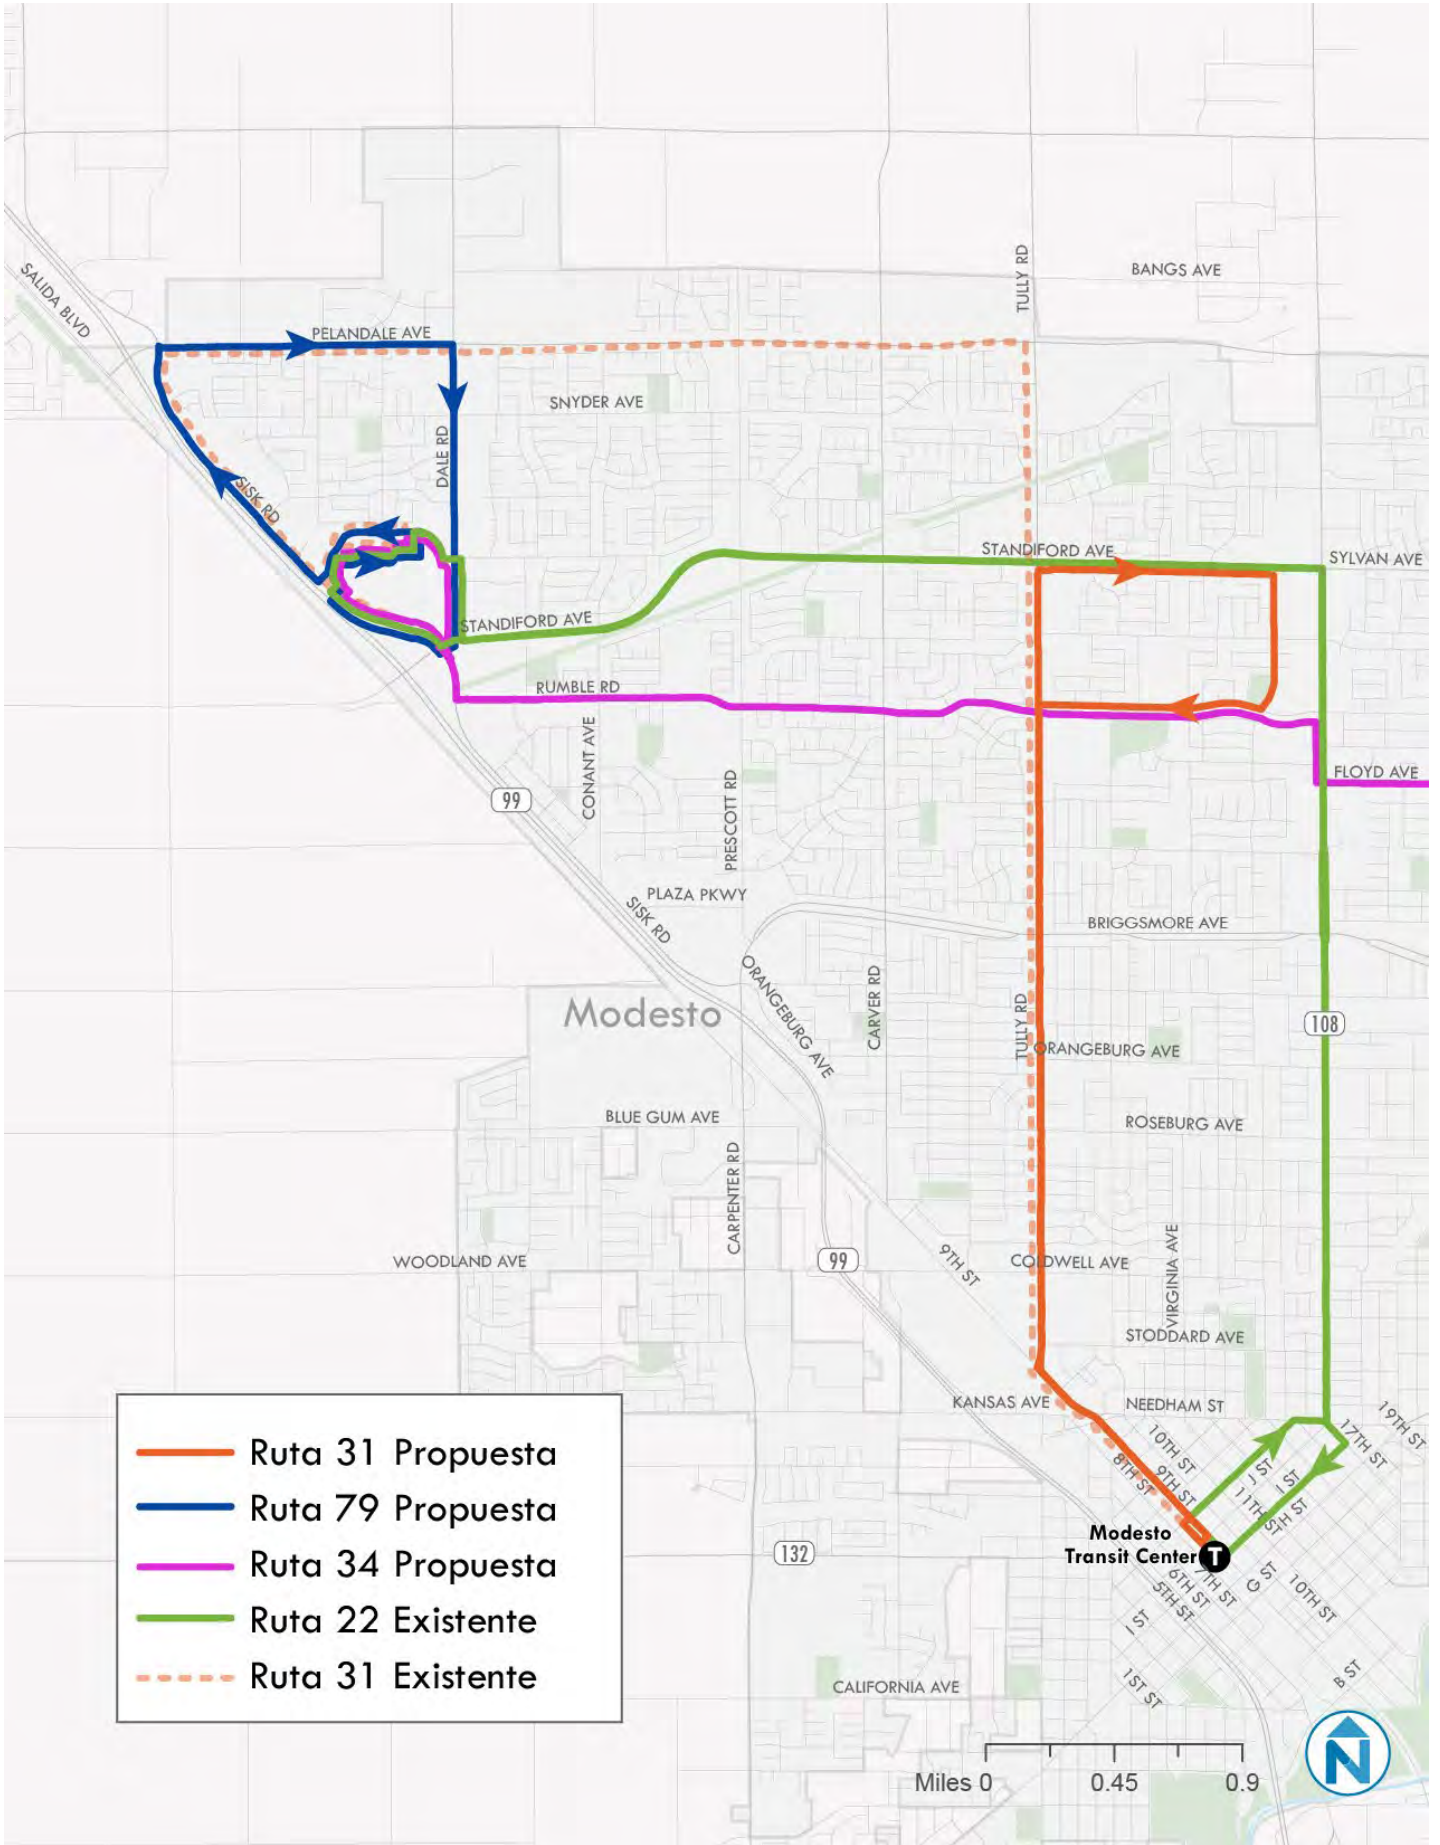 TULLY RD
BANGS AVE
SALIDA BLVD
PELANDALE AVE
SNYDER AVE
DALE RD
SISK RD
STANDIFORD AVE
SYLVAN AVE
STANDIFORD AVE
RUMBLE RD
CONANT AVE
FLOYD AVE
PRESCOTT RD
99
PLAZA PKWY
SISK RD
BRIGGSMORE AVE
ORANGEBURG AVE
CARVER RD
TULLY RD
Modesto
108
ORANGEBURG AVE
BLUE GUM AVE
ROSEBURG AVE
CARPENTER RD
VIRGINIA AVE
WOODLAND AVE
99
9TH ST
COLDWELL AVE
STODDARD AVE
KANSAS AVE
NEEDHAM ST
19TH ST
17TH ST
10TH ST
9TH ST
8TH ST
J ST
I ST
11TH ST
H ST
Modesto
Transit Center
T
132
7TH ST
6TH ST
5TH ST
G ST
10TH ST
I ST
1ST ST
B ST
CALIFORNIA AVE
Ruta 31 Propuesta
Ruta 79 Propuesta
Ruta 34 Propuesta
Ruta 22 Existente
Ruta 31 Existente
N
Miles 0 0.45 0.9